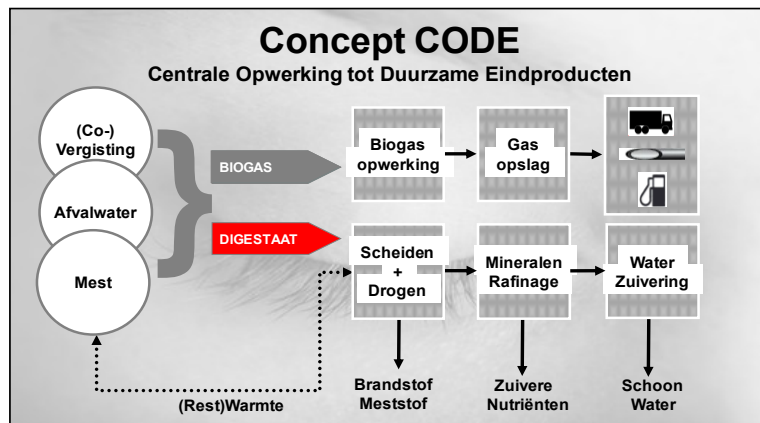 Concept CODE
Centrale Opwerking tot Duurzame Eindproducten
(Co-)
Vergisting
Afvalwater
Mest
BIOGAS
Biogas
opwerking
Gas
opslag
DIGESTAAT
Scheiden
+
Drogen
Mineralen
Rafinage
Water
Zuivering
(Rest)Warmte
Brandstof
Meststof
Zuivere
Nutriënten
Schoon
Water